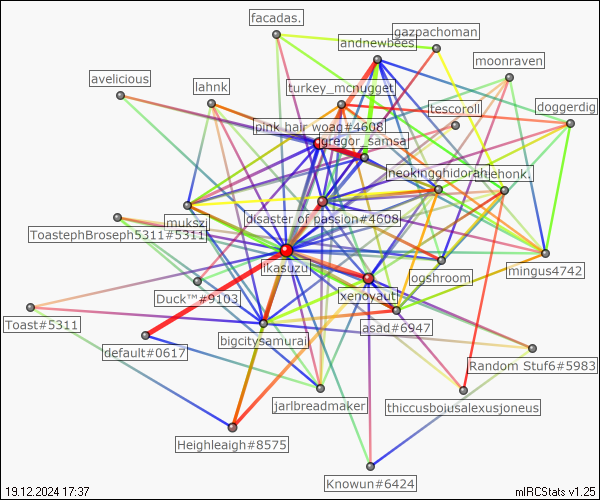 facadas.
gazpachoman
andnewbees
moonraven
avelicious
lahnk
turkey_mcnugget
tescoroll
doggerdig
pink hair woag#4608
gregor_samsa
neokingghidorah
disaster of passion#4608
muksz
ToastephBroseph5311#5311
ikasuzu
ooshroom
mingus4742
Duck™#9103
xenoyaut
Toast#5311
asad#6947
bigcitysamurai
default#0617
Random Stuf6#5983
jarlbreadmaker
thiccusboiusalexusjoneus
Heighleaigh#8575
Knowun#6424
19.12.2024 17:37
mIRCStats v1.25